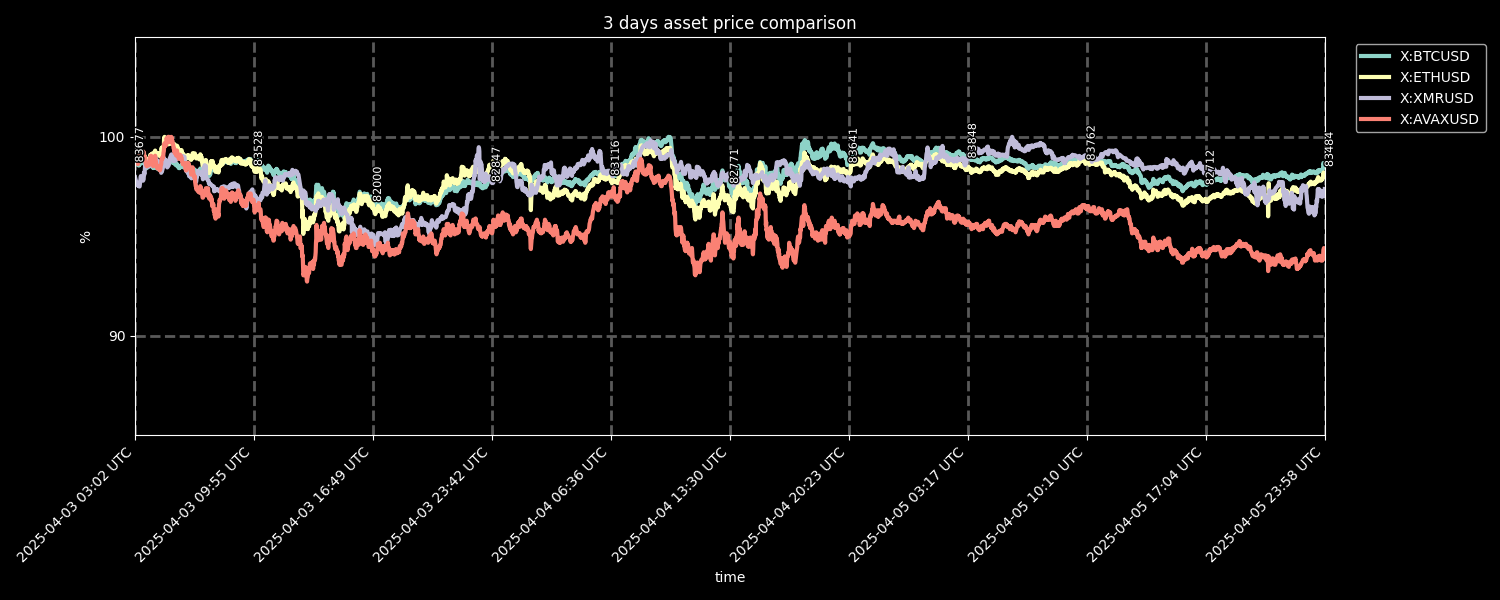 3 days asset price comparison
X:BTCUSD
X:ETHUSD
X:XMRUSD
X:AVAXUSD
100
90
%
83677
83528
82000
82847
83116
82771
83641
83848
83762
82712
83484
2025-04-03 03:02 UTC
2025-04-03 09:55 UTC
2025-04-03 16:49 UTC
2025-04-03 23:42 UTC
2025-04-04 06:36 UTC
2025-04-04 13:30 UTC
2025-04-04 20:23 UTC
2025-04-05 03:17 UTC
2025-04-05 10:10 UTC
2025-04-05 17:04 UTC
2025-04-05 23:58 UTC
time